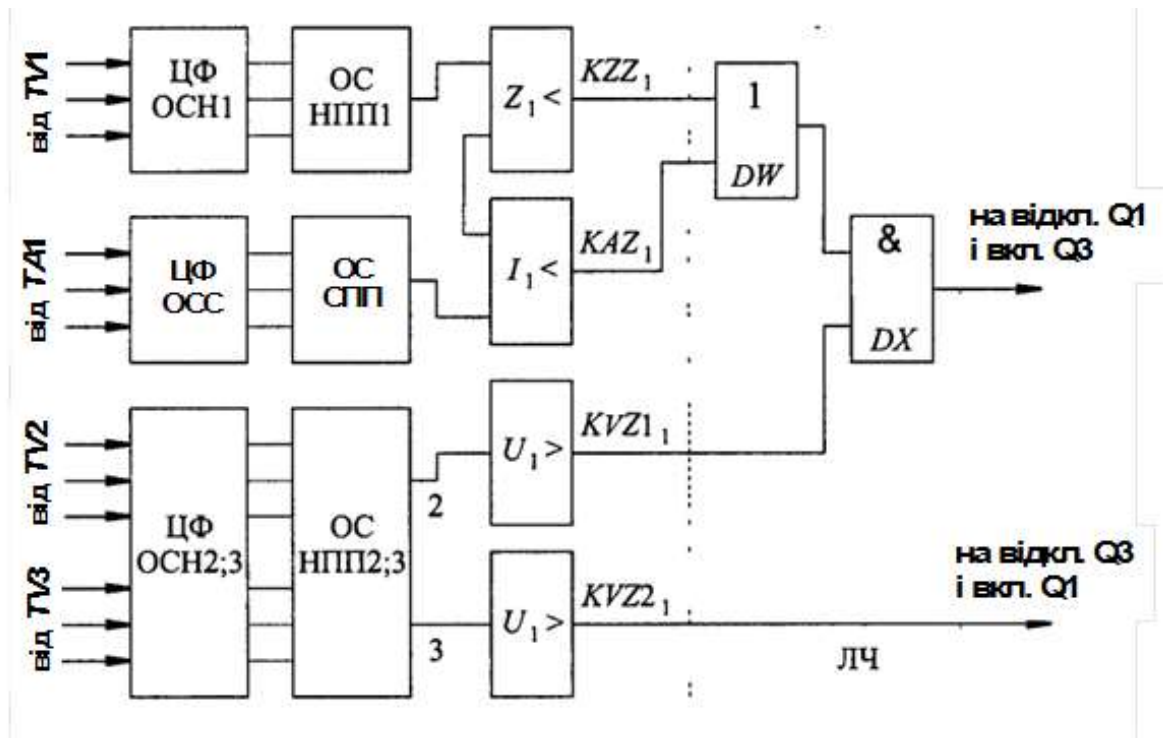 від TV1
ЦФ
ОСН1
ОС
НПП1
Z₁ <
KZZ₁
1
DW
від TA1
ЦФ
ОСС
ОС
СПП
I₁ <
KAZ₁
&
DX
на відкл. Q1
і вкл. Q3
від TV2
від TV3
ЦФ
ОСН2;3
ОС
НПП2;3
2
3
U₁ >
KVZ1₁
U₁ >
KVZ2₁
на відкл. Q3
і вкл. Q1
ЛЧ